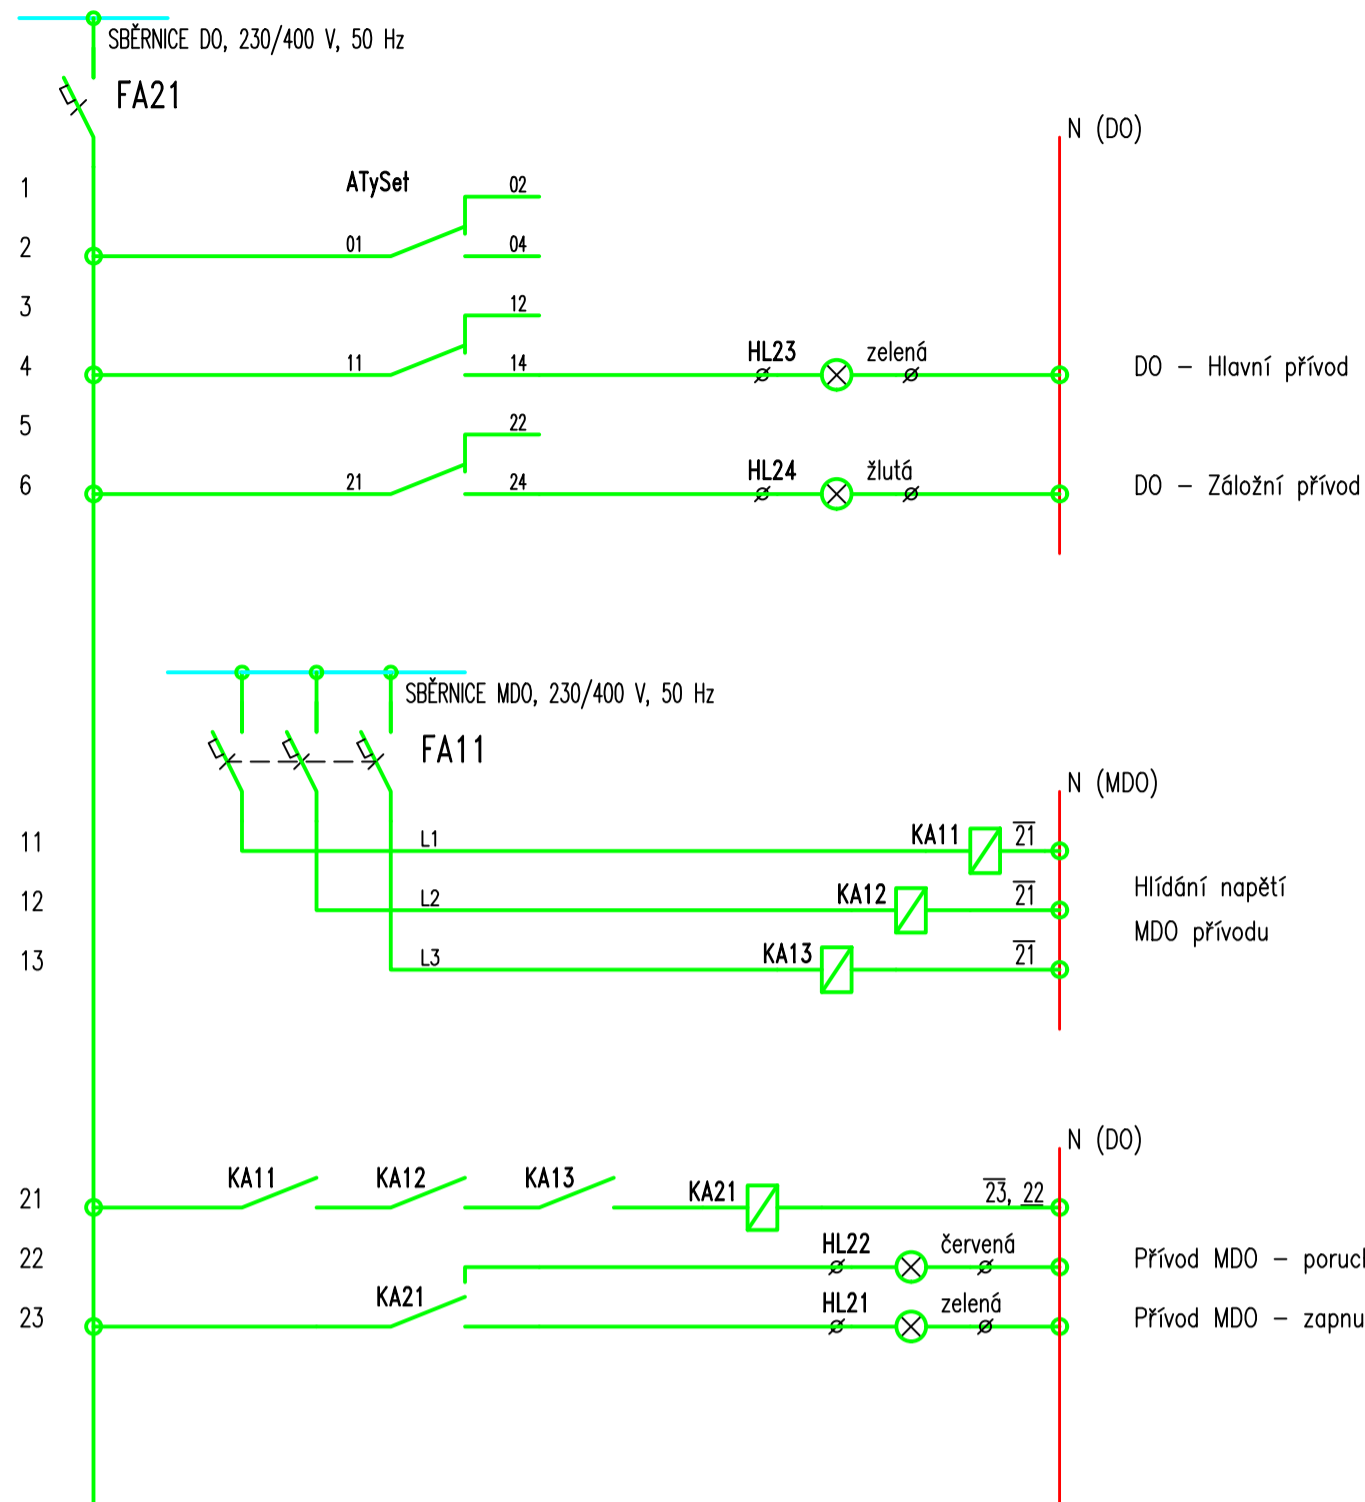 SBĚRNICE DO, 230/400 V, 50 Hz
FA21
N (DO)
1 ATySet 02
2 01 04
3 12
4 11 14 HL23 zelená DO – Hlavní přívod
5 22
6 21 24 HL24 žlutá DO – Záložní přívod
SBĚRNICE MDO, 230/400 V, 50 Hz
FA11
N (MDO)
11 L1 KA11 21
12 L2 KA12 21 Hlídání napětí
MDO přívodu
13 L3 KA13 21
N (DO)
21 KA11 KA12 KA13 KA21 23, 22
22 HL22 červená Přívod MDO –
23 KA21 HL21 zelená Přívod MDO –